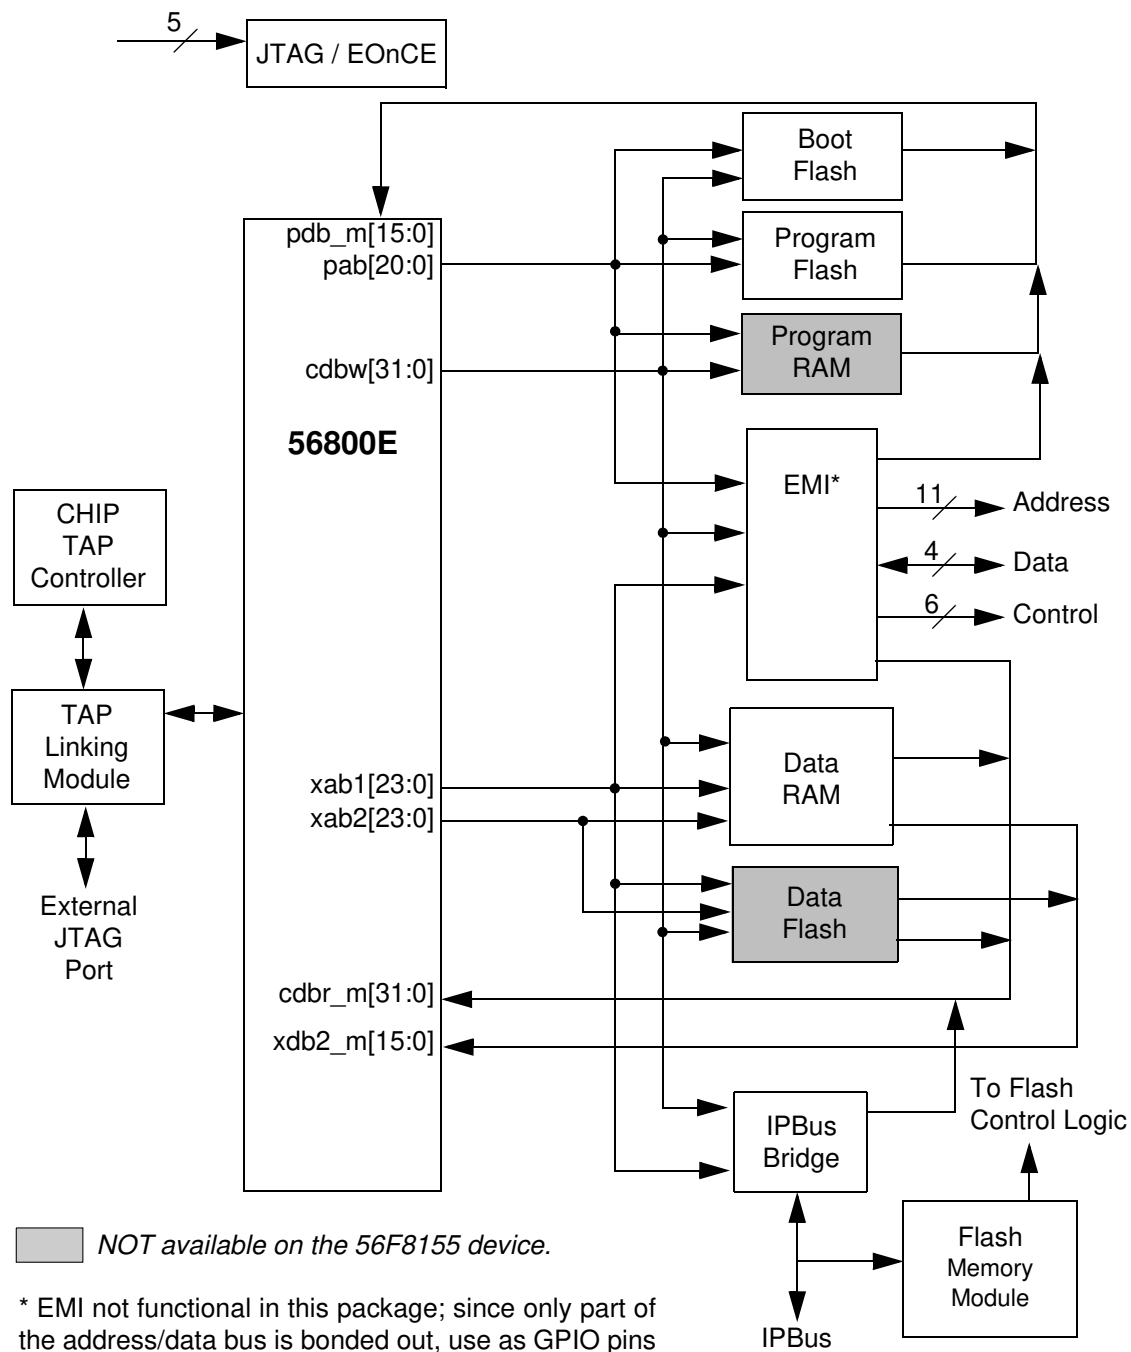 5
JTAG / EOnCE
Boot
Flash
pdb_m[15:0]
pab[20:0]
Program
Flash
cdbw[31:0]
Program
RAM
56800E
EMI*
11
Address
4
Data
6
Control
CHIP
TAP
Controller
TAP
Linking
Module
External
JTAG
Port
xab1[23:0]
xab2[23:0]
Data
RAM
Data
Flash
cdbr_m[31:0]
xdb2_m[15:0]
To Flash
Control Logic
IPBus
Bridge
Flash
Memory
Module
IPBus
NOT available on the 56F8155 device.
* EMI not functional in this package; since only part of
the address/data bus is bonded out, use as GPIO pins